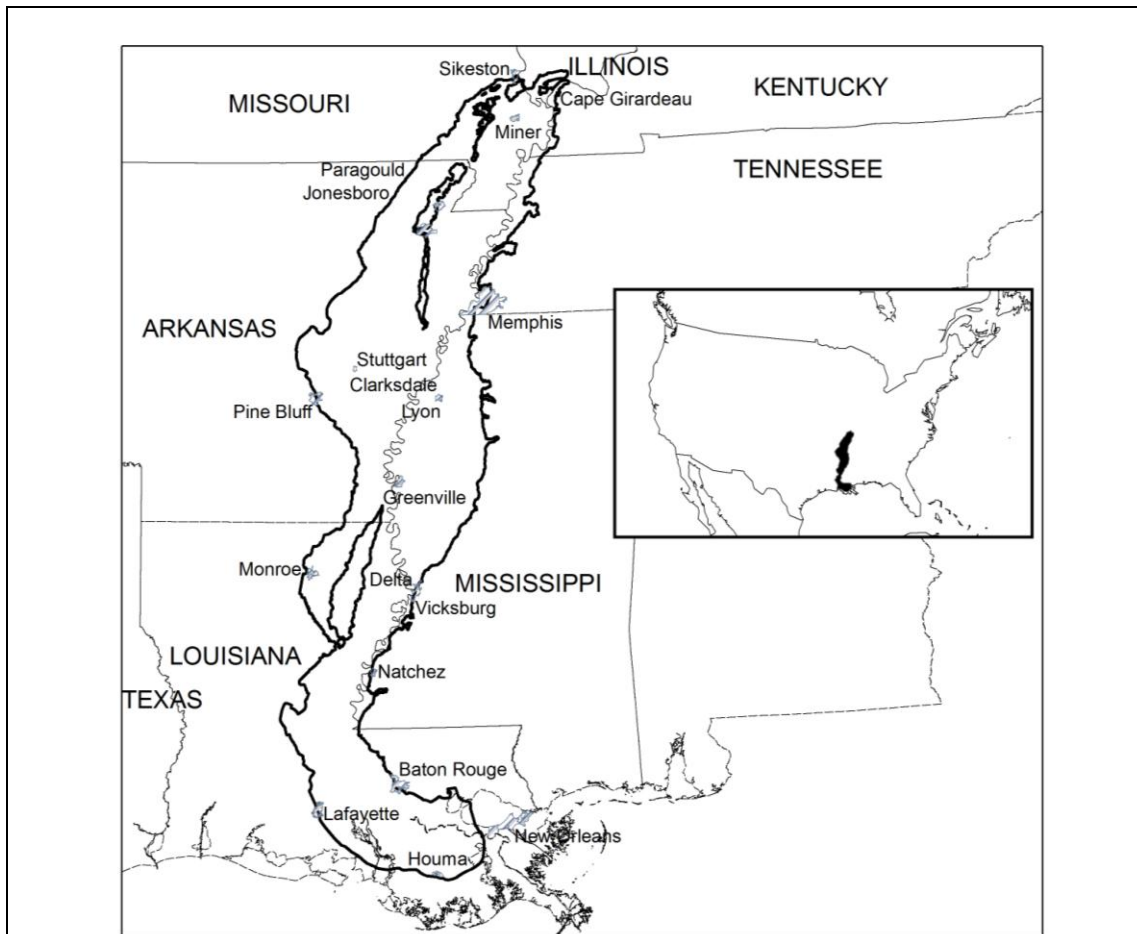 Sikeston
ILLINOIS
MISSOURI
KENTUCKY
Cape Girardeau
Miner
Paragould
TENNESSEE
Jonesboro
ARKANSAS
Memphis
Stuttgart
Clarksdale
Pine Bluff
Lyon
Greenville
Monroe
Delta
MISSISSIPPI
Vicksburg
LOUISIANA
Natchez
TEXAS
Baton Rouge
Lafayette
New Orleans
Houma